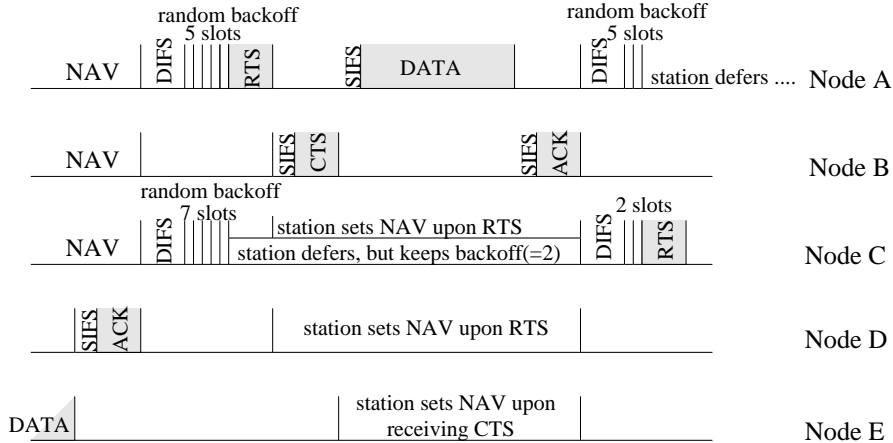 random backoff
5 slots
random backoff
5 slots
NAV
DIFS
RTS
SIFS
DATA
DIFS
station defers ....
Node A
NAV
SIFS
CTS
SIFS
ACK
Node B
random backoff
7 slots
NAV
DIFS
station sets NAV upon RTS
station defers, but keeps backoff(=2)
DIFS
2 slots
RTS
Node C
SIFS
ACK
station sets NAV upon RTS
Node D
DATA
station sets NAV upon
receiving CTS
Node E